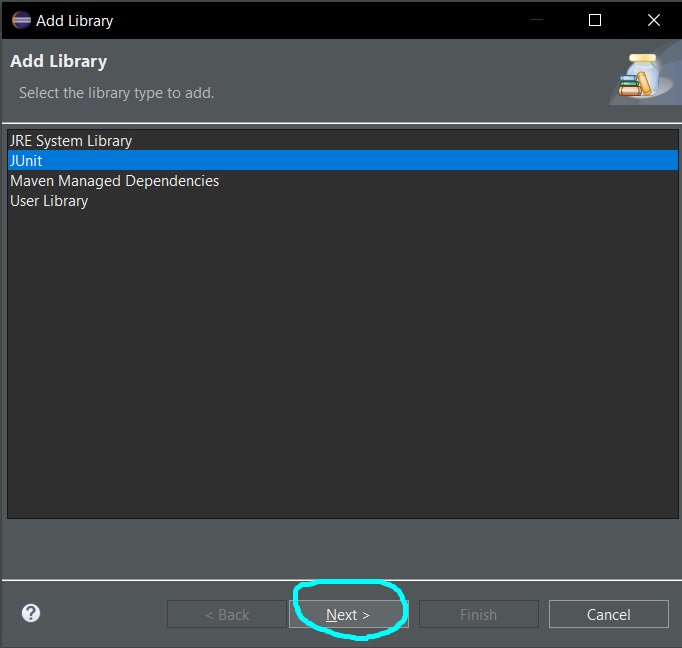 Add Library
Add Library
Select the library type to add.
JRE System Library
JUnit
Maven Managed Dependencies
User Library
?
< Back
Next >
Finish
Cancel